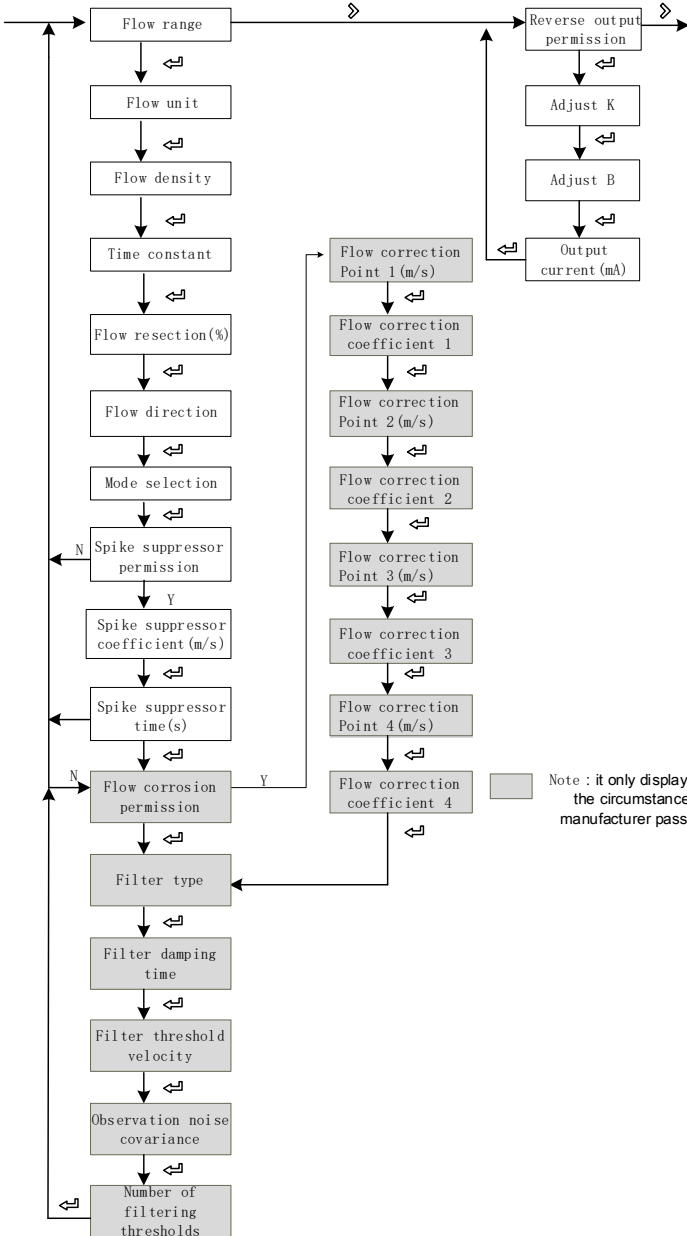 Flow range
Flow unit
Flow density
Time constant
Flow resection(%)
Flow direction
Mode selection
Spike suppressor
permission
N
Y
Spike suppressor
coefficient(m/s)
Spike suppressor
time(s)
N
Flow corrosion
permission
Y
Filter type
Filter damping
time
Filter threshold
velocity
Observation noise
covariance
Number of
filtering
thresholds
Flow correction
Point 1(m/s)
Flow correction
coefficient 1
Flow correction
Point 2(m/s)
Flow correction
coefficient 2
Flow correction
Point 3(m/s)
Flow correction
coefficient 3
Flow correction
Point 4(m/s)
Flow correction
coefficient 4
Reverse output
permission
Adjust K
Adjust B
Output
current(mA)
Note : it only display
the circumstance
manufacturer pass